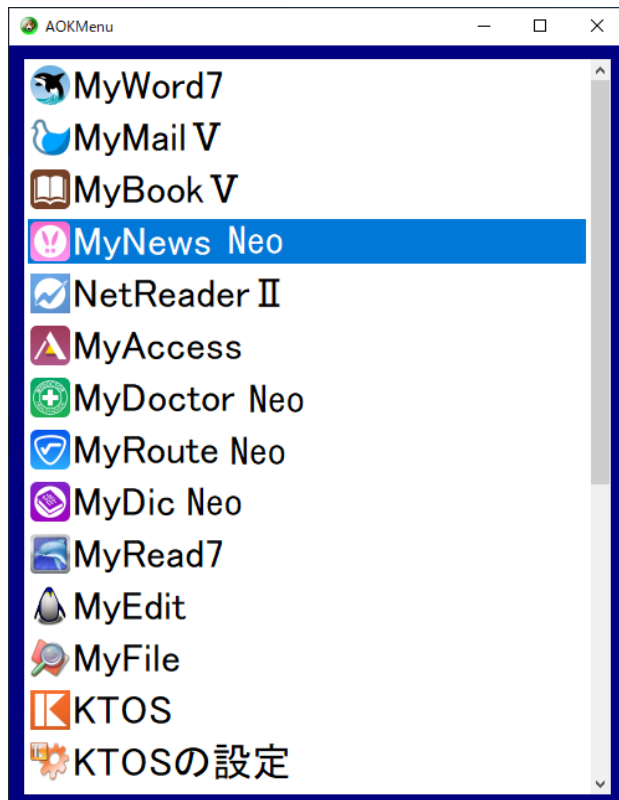 AOKMenu
MyWord7
MyMailⅤ
MyBookⅤ
MyNews Neo
NetReaderⅡ
MyAccess
MyDoctor Neo
MyRoute Neo
MyDic Neo
MyRead7
MyEdit
MyFile
KTOS
KTOSの設定